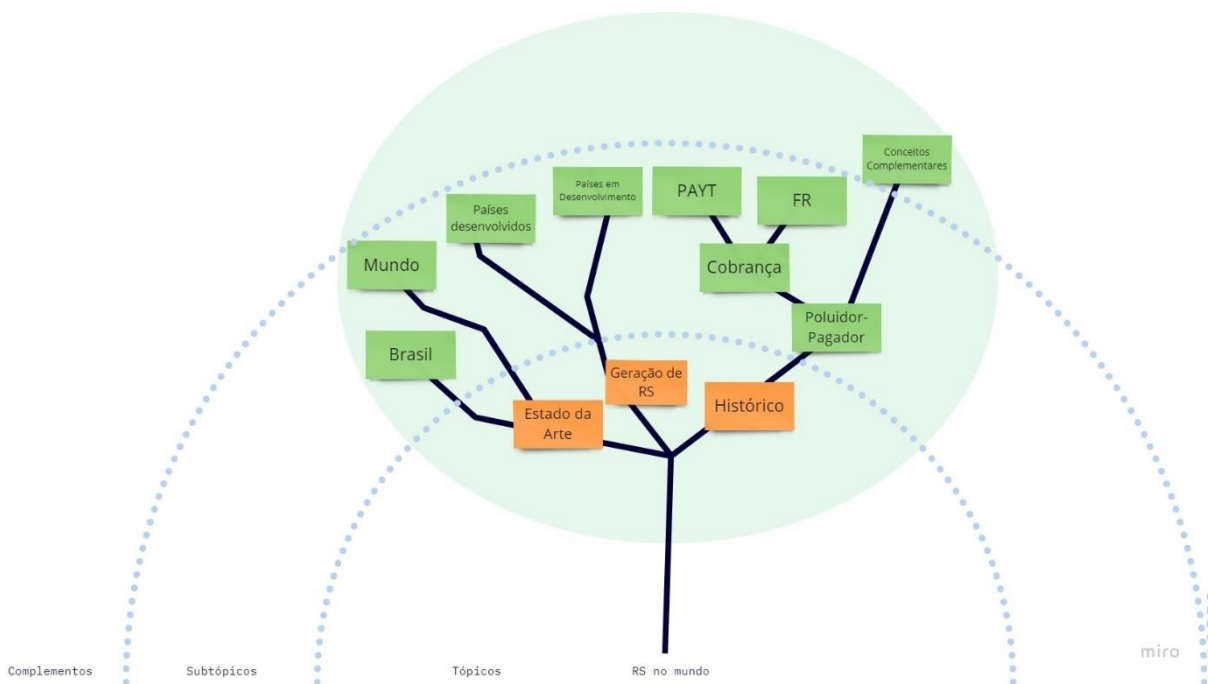 Conceitos
Complementares
Países em
Desenvolvimento
PAYT
FR
Países
desenvolvidos
Mundo
Cobrança
Poluidor-
Pagador
Brasil
Geração de
RS
Histórico
Estado da
Arte
miro
Complementos
Subtópicos
Tópicos
RS no mundo